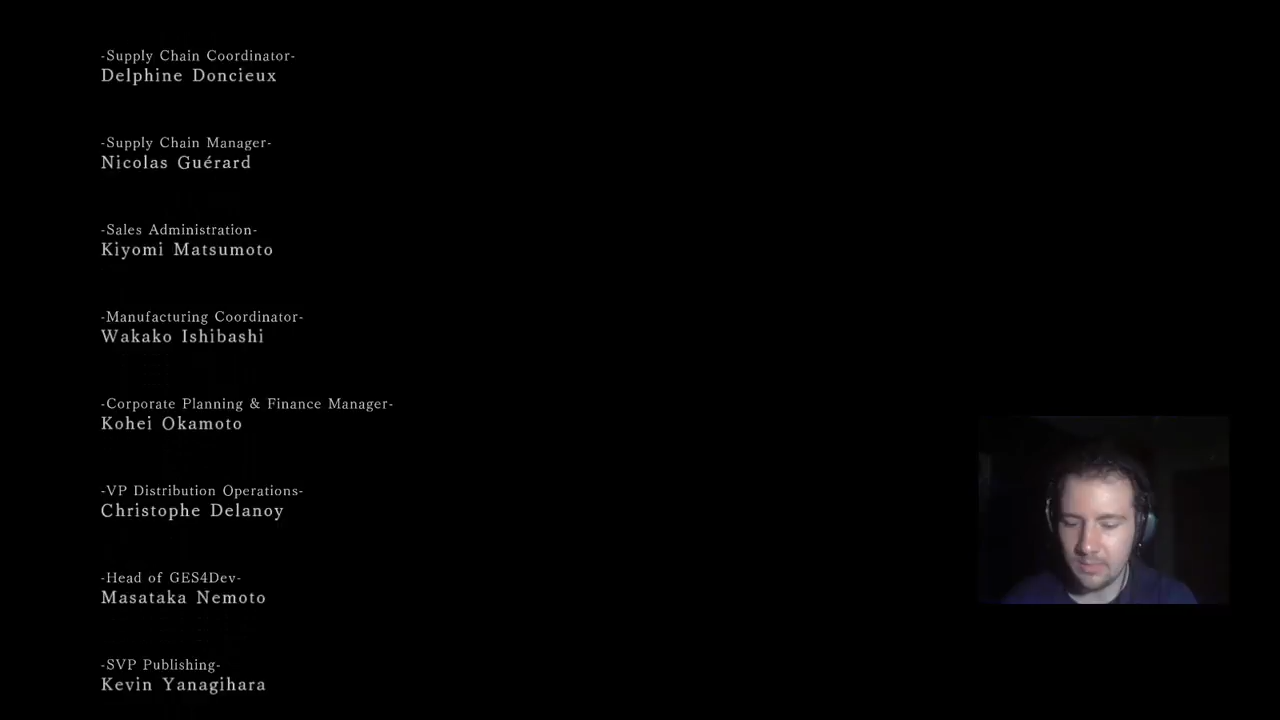 -Supply Chain Coordinator-
Delphine Doncieux
-Supply Chain Manager-
Nicolas Guérard
-Sales Administration-
Kiyomi Matsumoto
-Manufacturing Coordinator-
Wakako Ishibashi
-Corporate Planning & Finance Manager-
Kohei Okamoto
-VP Distribution Operations-
Christophe Delanoy
-Head of GES4Dev-
Masataka Nemoto
-SVP Publishing-
Kevin Yanagihara